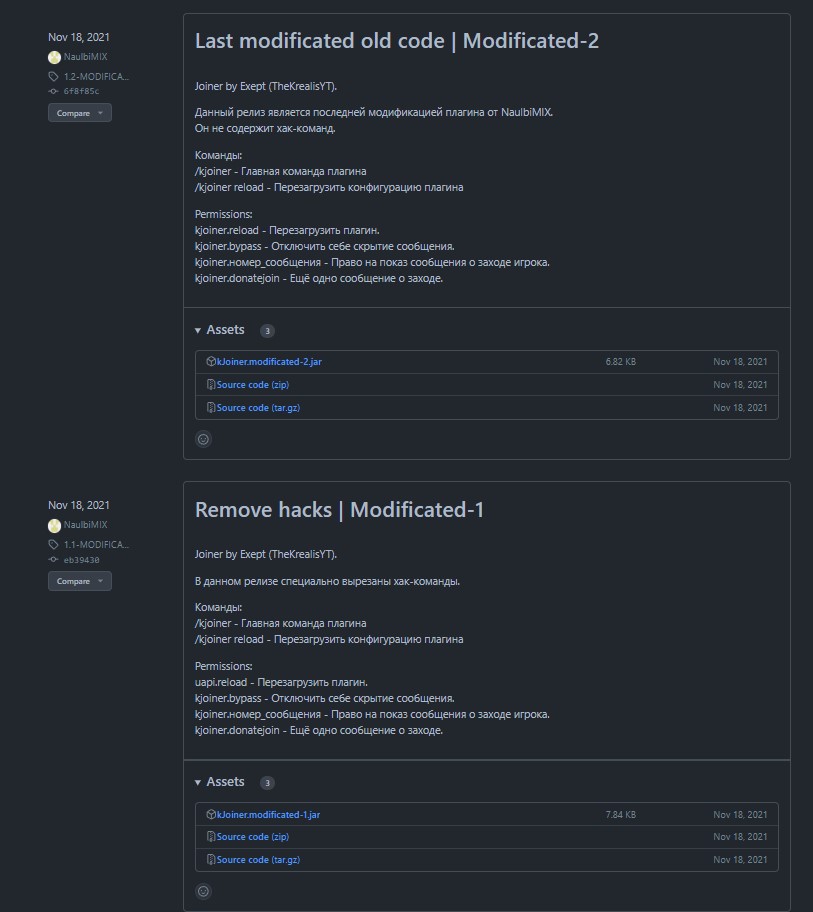 Nov 18, 2021
NaulbiMIX
1.2-MODIFICA...
6f8f85c
Compare
Last modificated old code | Modificated-2
Joiner by Exept (TheKrealisYT).
Данный релиз является последней модификацией плагина от NaulbiMIX.
Он не содержит хак-команд.
Команды:
/kjoiner - Главная команда плагина
/kjoiner reload - Перезагрузить конфигурацию плагина
Permissions:
kjoiner.reload - Перезагрузить плагин.
kjoiner.bypass - Отключить себе скрытие сообщения.
kjoiner.номер_сообщения - Право на показ сообщения о заходе игрока.
kjoiner.donatejoin - Ещё одно сообщение о заходе.
Assets 3
kJoiner.modificated-2.jar 6.82 KB Nov 18, 2021
Source code (zip) Nov 18, 2021
Source code (tar.gz) Nov 18, 2021
Nov 18, 2021
NaulbiMIX
1.1-MODIFICA...
eb39430
Compare
Remove hacks | Modificated-1
Joiner by Exept (TheKrealisYT).
В данном релизе специально вырезаны хак-команды.
Команды:
/kjoiner - Главная команда плагина
/kjoiner reload - Перезагрузить конфигурацию плагина
Permissions:
uapi.reload - Перезагрузить плагин.
kjoiner.bypass - Отключить себе скрытие сообщения.
kjoiner.номер_сообщения - Право на показ сообщения о заходе игрока.
kjoiner.donatejoin - Ещё одно сообщение о заходе.
Assets 3
kJoiner.modificated-1.jar 7.84 KB Nov 18, 2021
Source code (zip) Nov 18, 2021
Source code (tar.gz) Nov 18, 2021